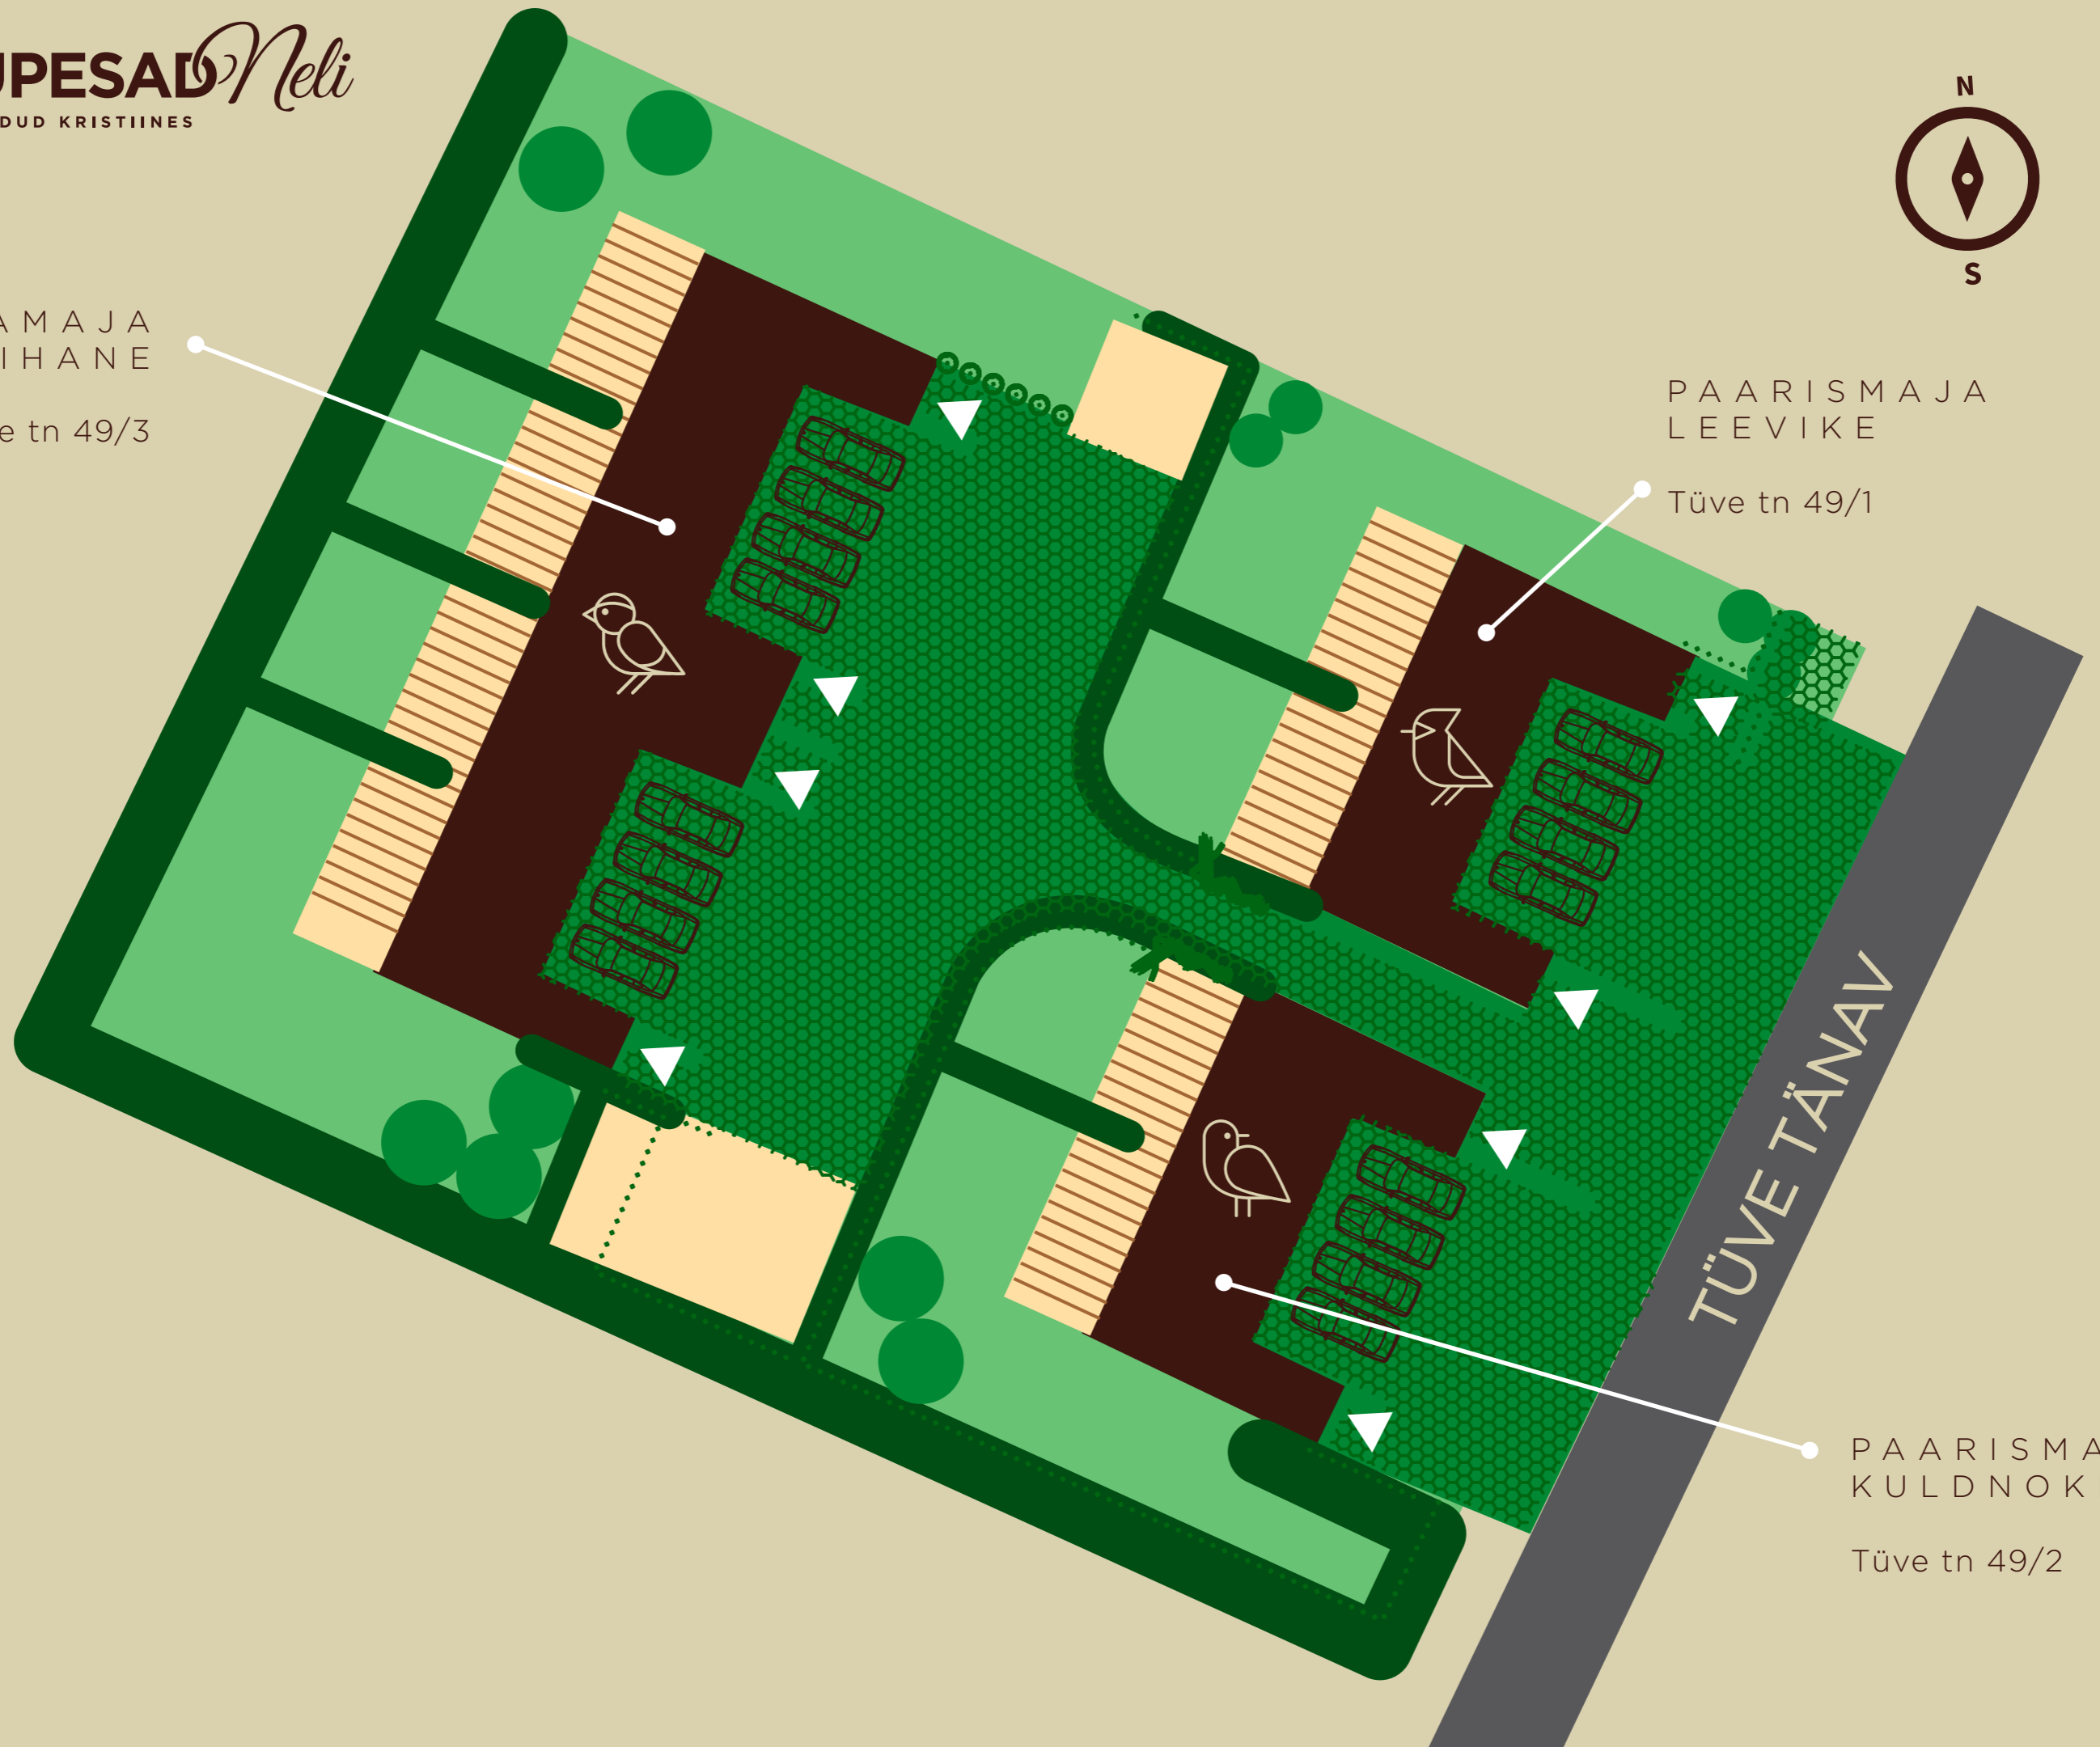 UPESAD Neli
DUD KRISTIINES
N
S
AMAJA
IHANE
e tn 49/3
PAARISMAJA
LEEVIKE
Tüve tn 49/1
TÜVE TÄNAV
PAARISMA
KULDNOK
Tüve tn 49/2